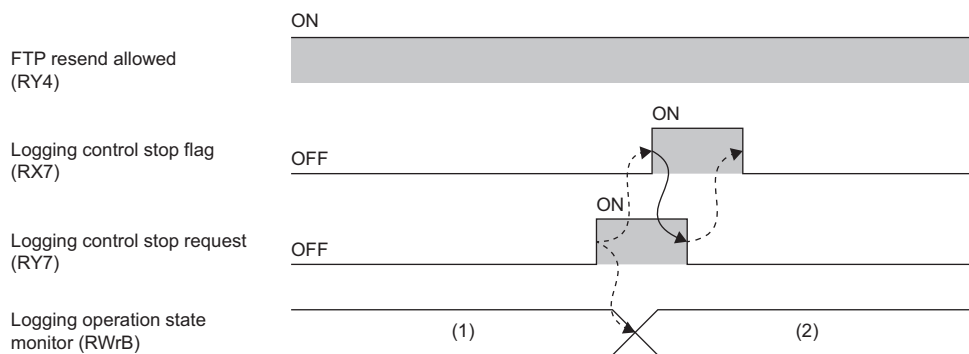 ON
FTP resend allowed
(RY4)
ON
Logging control stop flag
(RX7)
OFF
ON
Logging control stop request
(RY7)
OFF
Logging operation state
monitor (RWrB)
(1)
(2)